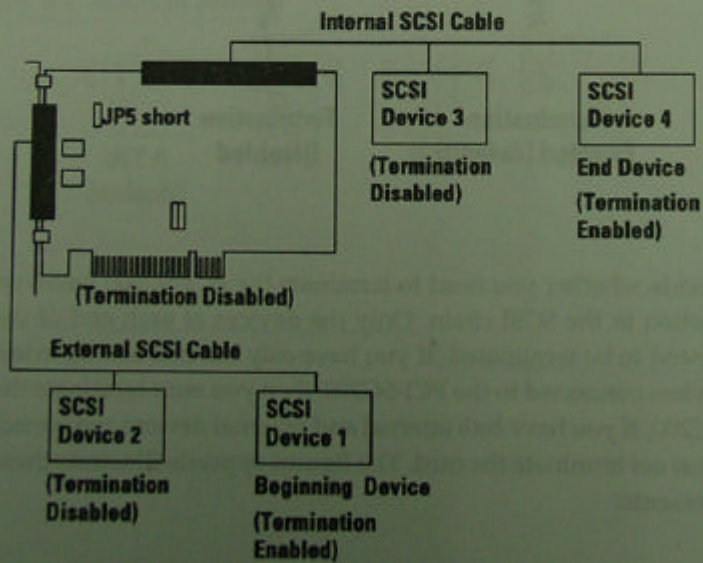 Internal SCSI Cable
JP5 short
SCSI
Device 3
SCSI
Device 4
(Termination
Disabled)
End Device
(Termination
Enabled)
(Termination Disabled)
External SCSI Cable
SCSI
Device 2
SCSI
Device 1
(Termination
Disabled)
Beginning Device
(Termination
Enabled)